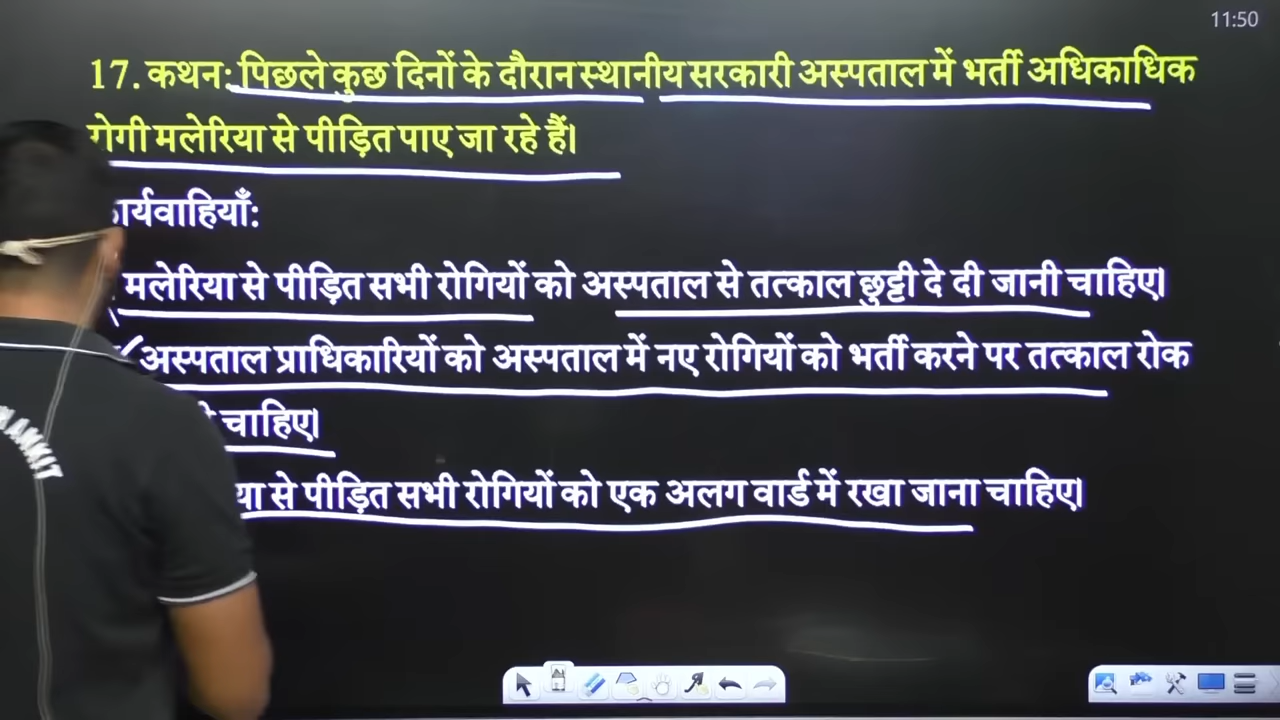 11:50
17. कथन: पिछले कुछ दिनों के दौरान स्थानीय सरकारी अस्पताल में भर्ती अधिकाधिक
रोगी मलेरिया से पीड़ित पाए जा रहे हैं।
मलेरिया से पीड़ित सभी रोगियों को अस्पताल से तत्काल छुट्टी दे दी जानी चाहिए।
अस्पताल प्राधिकारियों को अस्पताल में नए रोगियों को भर्ती करने पर तत्काल रोक
चाहिए।
से पीड़ित सभी रोगियों को एक अलग वार्ड में रखा जाना चाहिए।